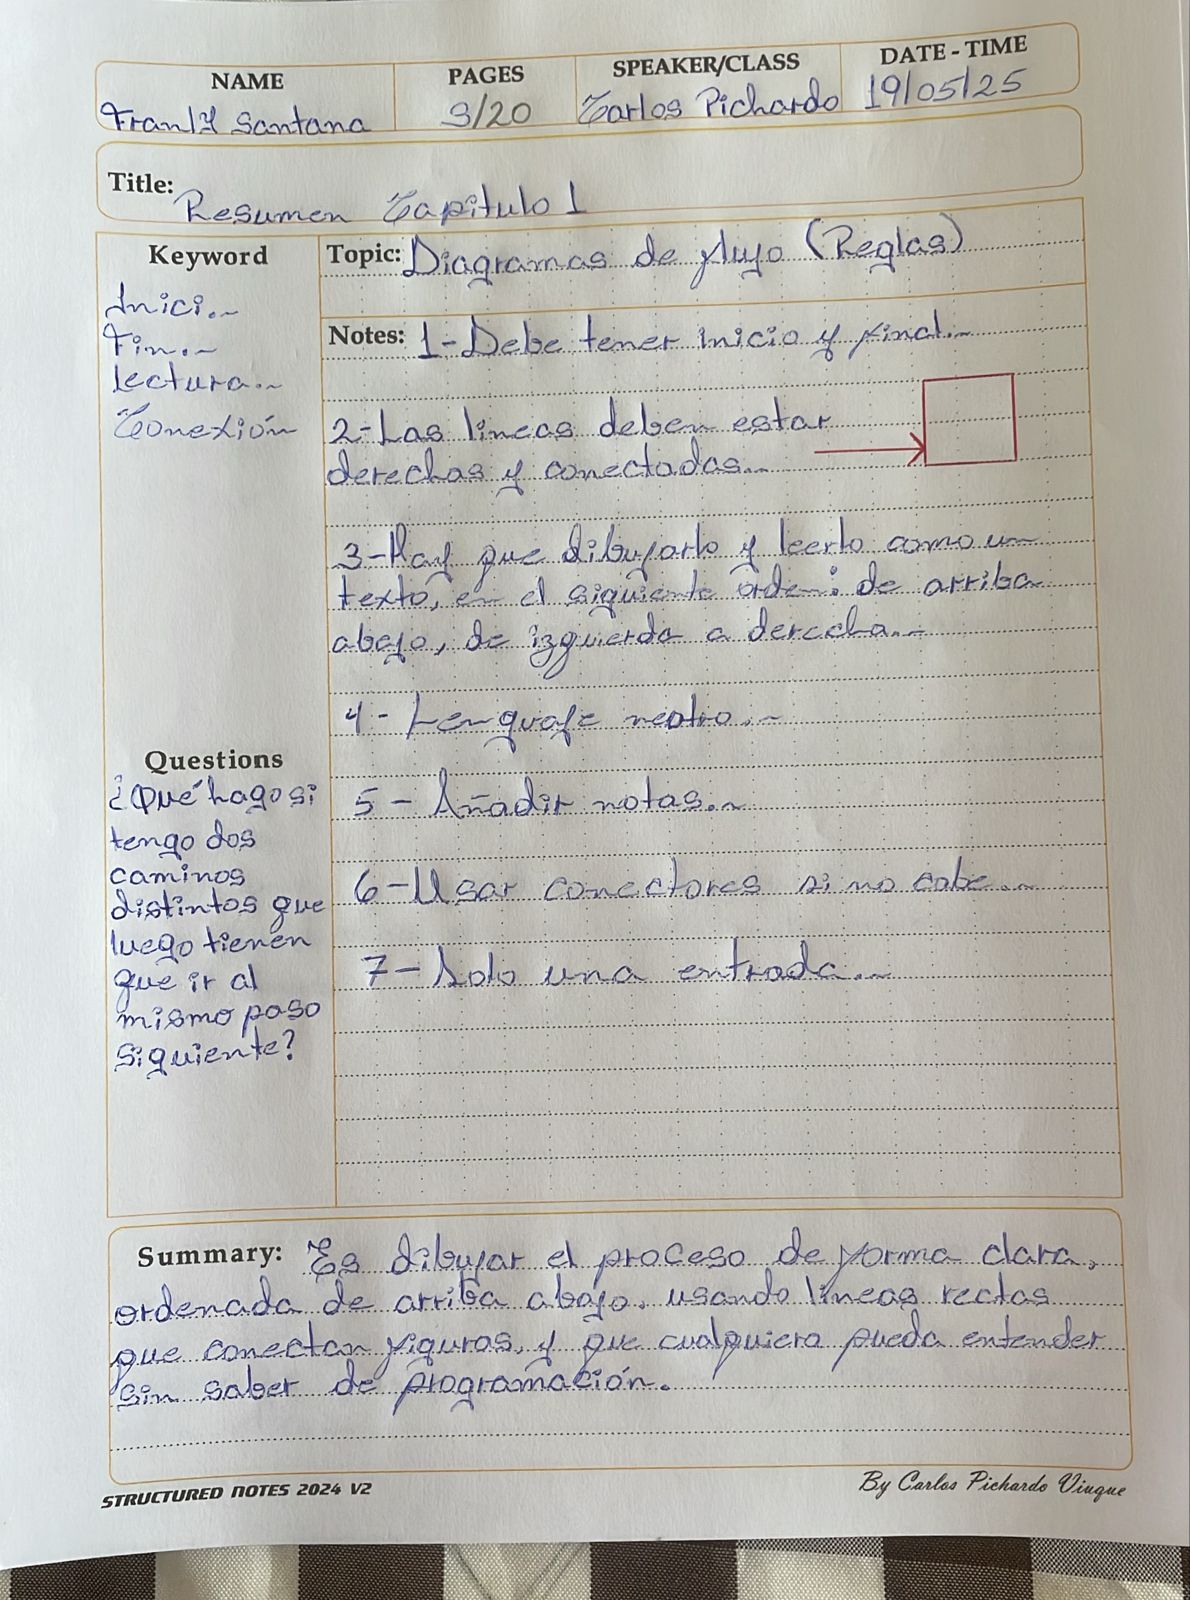 NAME
PAGES
SPEAKER/CLASS
DATE - TIME
Franly Santana
9/20
Carlos Pichardo
19/05/25
Title: Resumen Capitulo 1
Keyword
Inici..~
Fin..~
Lectura..~
Conexión
Topic: Diagramas de flujo (Reglas)
Notes: 1-Debe tener inicio y final..~
2-Las lineas deben estar
derechas y conectadas..~
3-Hay que dibujarlo y leerlo como un
texto, en el siguiente orden: de arriba
abajo, de izquierda a derecha..~
4- Lenguaje neutro..~
5- Añadir notas..~
6-Usar conectores si no cabe..~
7-Solo una entrada..~
Questions
¿Qué hago si
tengo dos
caminos
distintos que
luego tienen
que ir al
mismo paso
siguiente?
Summary: Es dibujar el proceso de forma clara,
ordenada de arriba abajo, usando lineas rectas
que conectan figuras, y que cualquiera pueda entender
sin saber de programación.
STRUCTURED NOTES 2024 V2
By Carlos Pichardo Viuque